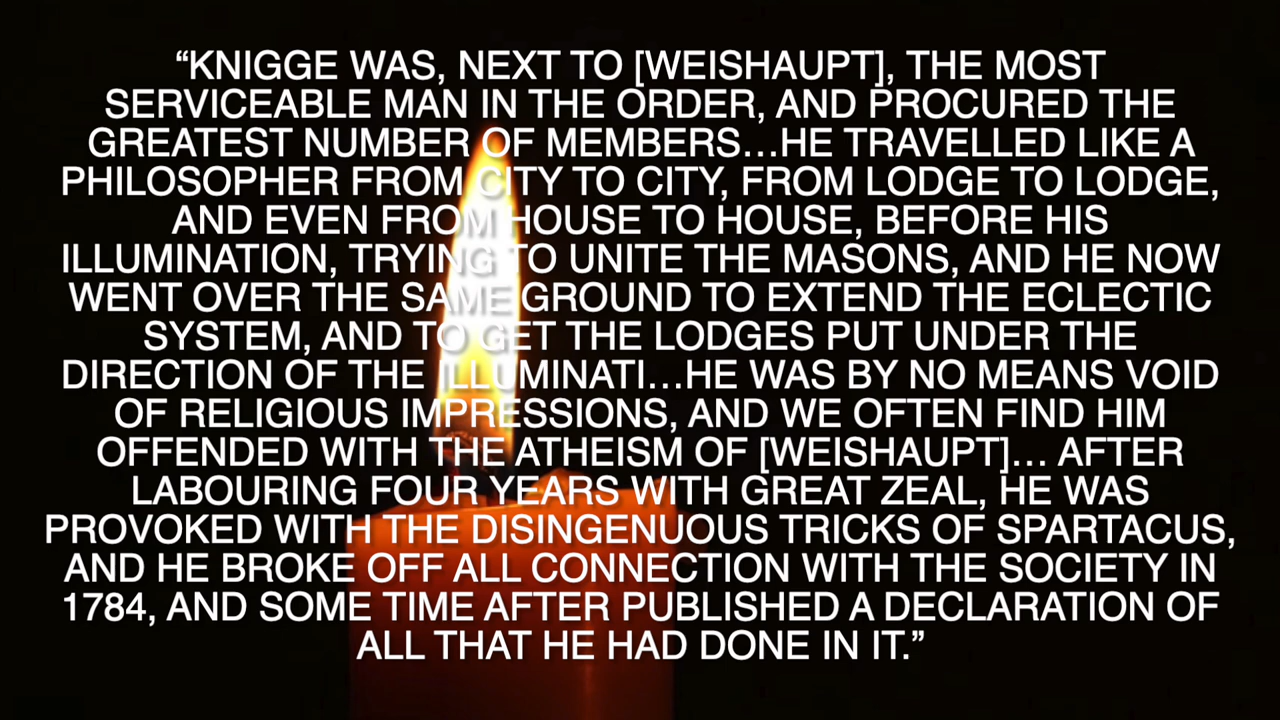 “KNIGGE WAS, NEXT TO [WEISHAUPT], THE MOST
SERVICEABLE MAN IN THE ORDER, AND PROCURED THE
GREATEST NUMBER OF MEMBERS…HE TRAVELLED LIKE A
PHILOSOPHER FROM CITY TO CITY, FROM LODGE TO LODGE,
AND EVEN FROM HOUSE TO HOUSE, BEFORE HIS
ILLUMINATION, TRYING TO UNITE THE MASONS, AND HE NOW
WENT OVER THE SAME GROUND TO EXTEND THE ECLECTIC
SYSTEM, AND TO GET THE LODGES PUT UNDER THE
DIRECTION OF THE ILLUMINATI…HE WAS BY NO MEANS VOID
OF RELIGIOUS IMPRESSIONS, AND WE OFTEN FIND HIM
OFFENDED WITH THE ATHEISM OF [WEISHAUPT]… AFTER
LABOURING FOUR YEARS WITH GREAT ZEAL, HE WAS
PROVOKED WITH THE DISINGENUOUS TRICKS OF SPARTACUS,
AND HE BROKE OFF ALL CONNECTION WITH THE SOCIETY IN
1784, AND SOME TIME AFTER PUBLISHED A DECLARATION OF
ALL THAT HE HAD DONE IN IT.”